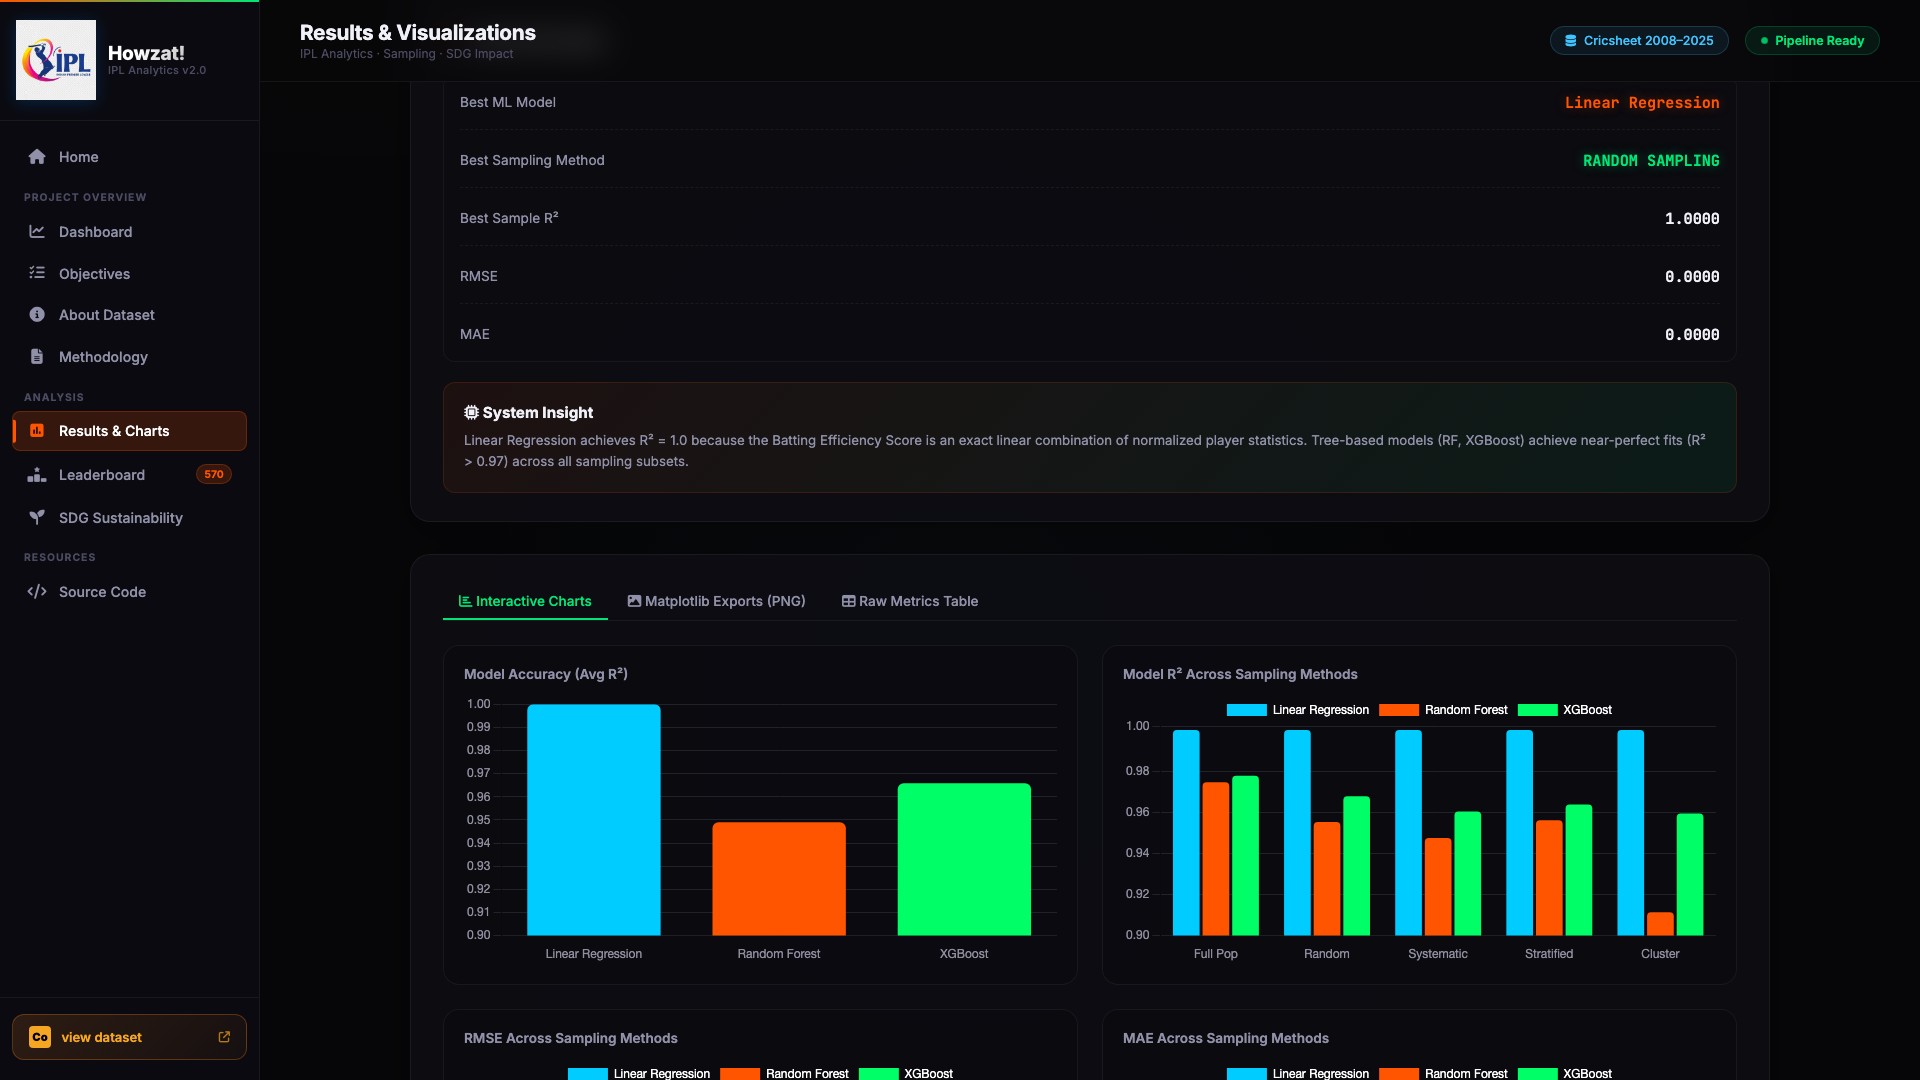 IPL
Howzat!
IPL Analytics v2.0
Home
PROJECT OVERVIEW
Dashboard
Objectives
About Dataset
Methodology
ANALYSIS
Results & Charts
Leaderboard
570
SDG Sustainability
RESOURCES
Source Code
Co
view dataset
Results & Visualizations
IPL Analytics · Sampling · SDG Impact
Cricsheet 2008–2025
Pipeline Ready
Best ML Model
Linear Regression
Best Sampling Method
RANDOM SAMPLING
Best Sample R²
1.0000
RMSE
0.0000
MAE
0.0000
System Insight
Linear Regression achieves R² = 1.0 because the Batting Efficiency Score is an exact linear combination of normalized player statistics. Tree-based models (RF, XGBoost) achieve near-perfect fits (R²
> 0.97) across all sampling subsets.
Interactive Charts
Matplotlib Exports (PNG)
Raw Metrics Table
Model Accuracy (Avg R²)
1.00
0.99
0.98
0.97
0.96
0.95
0.94
0.93
0.92
0.91
0.90
Linear Regression
Random Forest
XGBoost
Model R² Across Sampling Methods
Linear Regression
Random Forest
XGBoost
1.00
0.98
0.96
0.94
0.92
0.90
Full Pop
Random
Systematic
Stratified
Cluster
RMSE Across Sampling Methods
Linear Regression
Random Forest
XGBoost
MAE Across Sampling Methods
Linear Regression
Random Forest
XGBoost